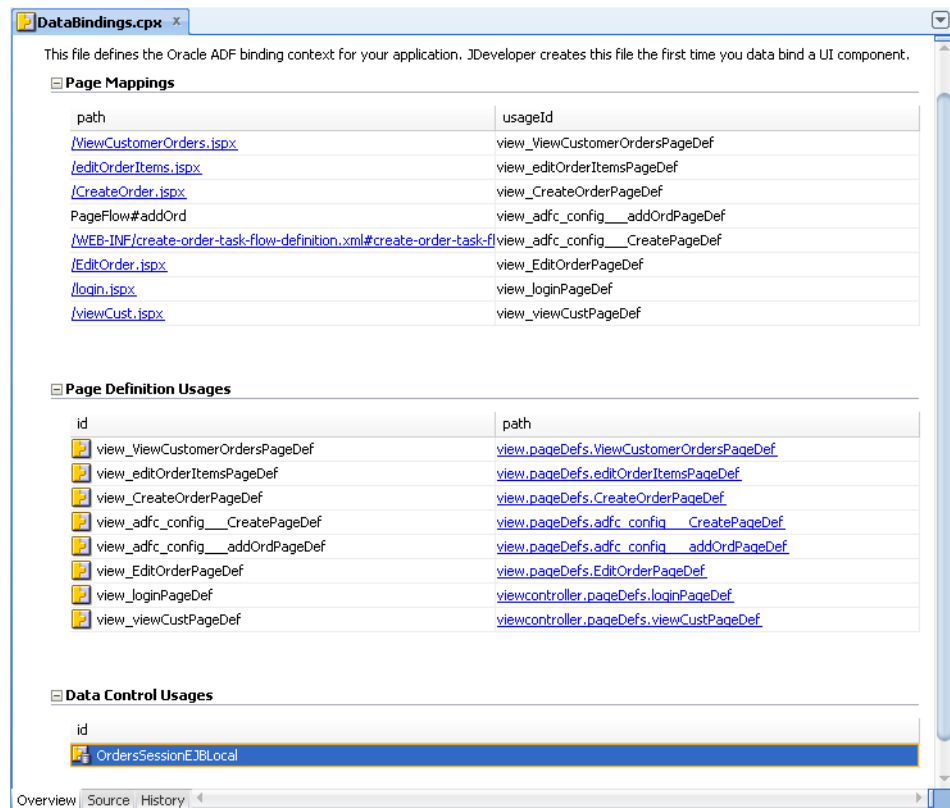 DataBindings.cpx x
This file defines the Oracle ADF binding context for your application. JDeveloper creates this file the first time you data bind a UI component.
Page Mappings
path usageId
/ViewCustomerOrders.jspx view_ViewCustomerOrdersPageDef
/editOrderItems.jspx view_editOrderItemsPageDef
/CreateOrder.jspx view_CreateOrderPageDef
PageFlow#addOrd view_adfc_config___addOrdPageDef
/WEB-INF/create-order-task-flow-definition.xml#create-order-task-fl view_adfc_config___CreatePageDef
/EditOrder.jspx view_EditOrderPageDef
/login.jspx view_loginPageDef
/viewCust.jspx view_viewCustPageDef
Page Definition Usages
id path
view_ViewCustomerOrdersPageDef view.pageDefs.ViewCustomerOrdersPageDef
view_editOrderItemsPageDef view.pageDefs.editOrderItemsPageDef
view_CreateOrderPageDef view.pageDefs.CreateOrderPageDef
view_adfc_config___CreatePageDef view.pageDefs.adfc_config___CreatePageDef
view_adfc_config___addOrdPageDef view.pageDefs.adfc_config___addOrdPageDef
view_EditOrderPageDef view.pageDefs.EditOrderPageDef
view_loginPageDef viewcontroller.pageDefs.loginPageDef
view_viewCustPageDef viewcontroller.pageDefs.viewCustPageDef
Data Control Usages
id
OrdersSessionEJBLocal
Overview Source History